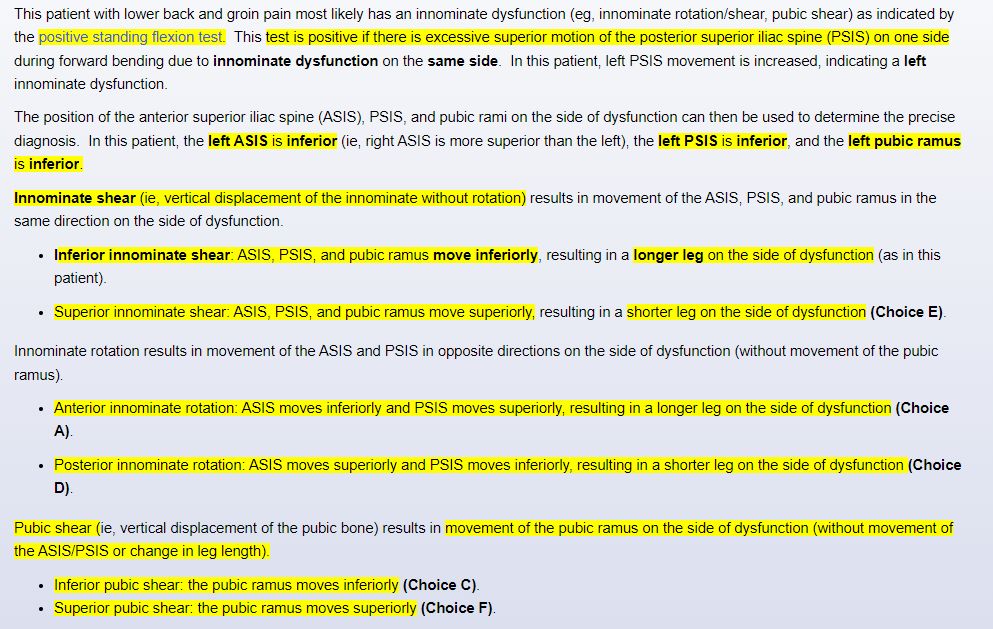 This patient with lower back and groin pain most likely has an innominate dysfunction (eg, innominate rotation/shear, pubic shear) as indicated by
the positive standing flexion test. This test is positive if there is excessive superior motion of the posterior superior iliac spine (PSIS) on one side
during forward bending due to innominate dysfunction on the same side. In this patient, left PSIS movement is increased, indicating a left
innominate dysfunction.
The position of the anterior superior iliac spine (ASIS), PSIS, and pubic rami on the side of dysfunction can then be used to determine the precise
diagnosis. In this patient, the left ASIS is inferior (ie, right ASIS is more superior than the left), the left PSIS is inferior, and the left pubic ramus
is inferior.
Innominate shear (ie, vertical displacement of the innominate without rotation) results in movement of the ASIS, PSIS, and pubic ramus in the
same direction on the side of dysfunction.
• Inferior innominate shear: ASIS, PSIS, and pubic ramus move inferiorly, resulting in a longer leg on the side of dysfunction (as in this
patient).
• Superior innominate shear: ASIS, PSIS, and pubic ramus move superiorly, resulting in a shorter leg on the side of dysfunction (Choice E).
Innominate rotation results in movement of the ASIS and PSIS in opposite directions on the side of dysfunction (without movement of the pubic
ramus).
• Anterior innominate rotation: ASIS moves inferiorly and PSIS moves superiorly, resulting in a longer leg on the side of dysfunction (Choice
A).
• Posterior innominate rotation: ASIS moves superiorly and PSIS moves inferiorly, resulting in a shorter leg on the side of dysfunction (Choice
D).
Pubic shear (ie, vertical displacement of the pubic bone) results in movement of the pubic ramus on the side of dysfunction (without movement of
the ASIS/PSIS or change in leg length).
• Inferior pubic shear: the pubic ramus moves inferiorly (Choice C).
• Superior pubic shear: the pubic ramus moves superiorly (Choice F).